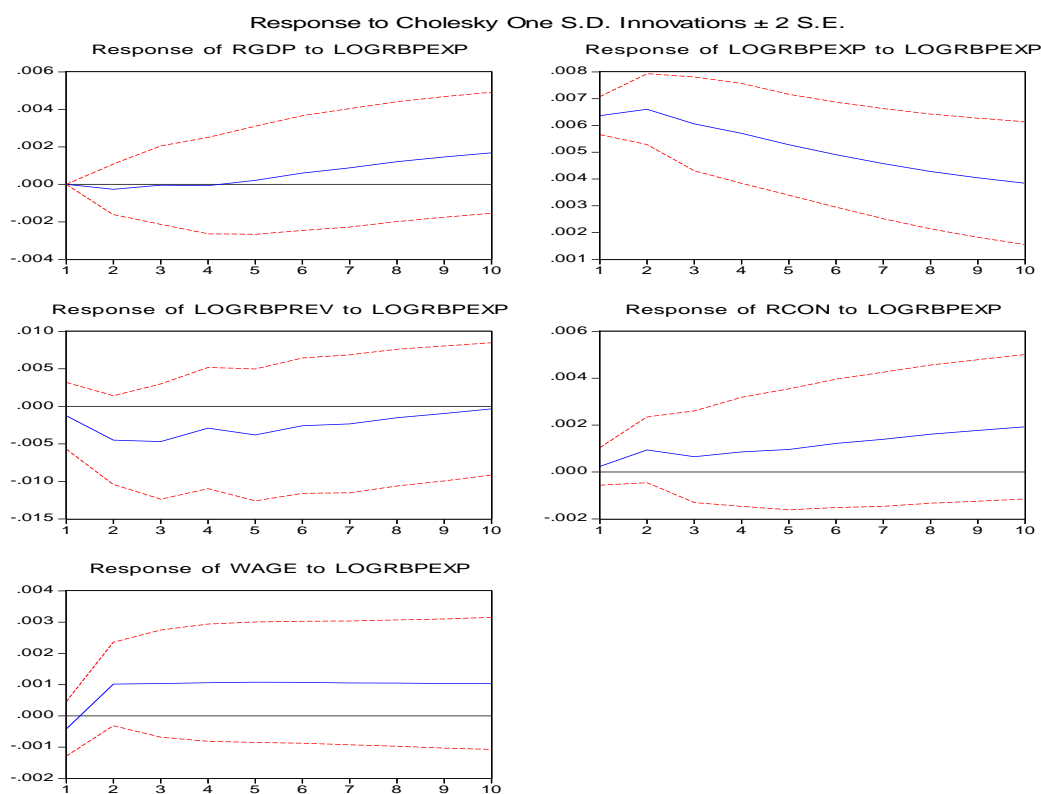 Response to Cholesky One S.D. Innovations ± 2 S.E.
Response of RGDP to LOGRBPEXP
.006
.004
.002
.000
-.002
-.004
1 2 3 4 5 6 7 8 9 10
Response of LOGRBPEXP to LOGRBPEXP
.008
.007
.006
.005
.004
.003
.002
.001
1 2 3 4 5 6 7 8 9 10
Response of LOGRBPREV to LOGRBPEXP
.010
.005
.000
-.005
-.010
-.015
1 2 3 4 5 6 7 8 9 10
Response of RCON to LOGRBPEXP
.006
.004
.002
.000
-.002
1 2 3 4 5 6 7 8 9 10
Response of WAGE to LOGRBPEXP
.004
.003
.002
.001
.000
-.001
-.002
1 2 3 4 5 6 7 8 9 10